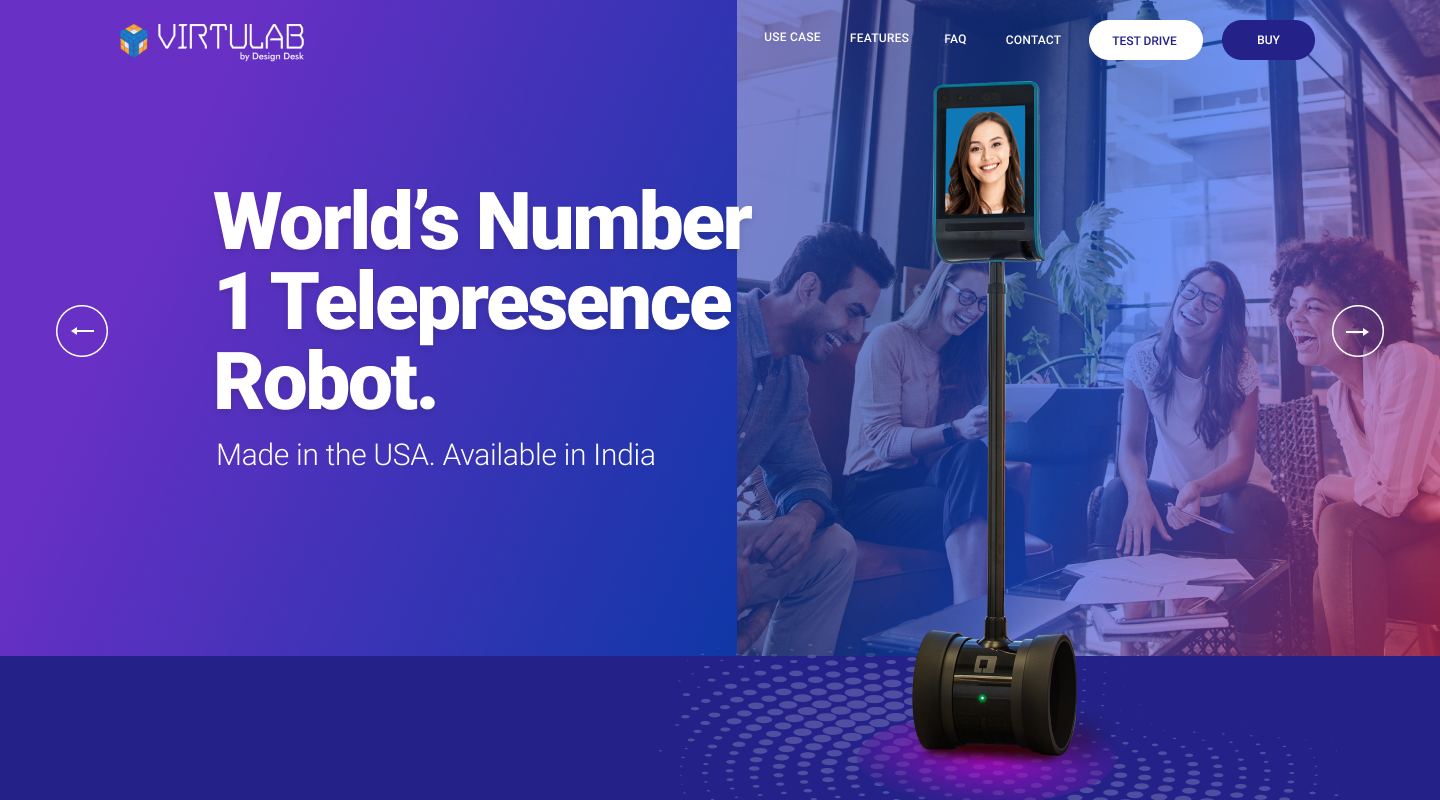 VIRTULAB
by Design Desk
USE CASE
FEATURES
FAQ
CONTACT
TEST DRIVE
BUY
World’s Number
1 Telepresence
Robot.
Made in the USA. Available in India